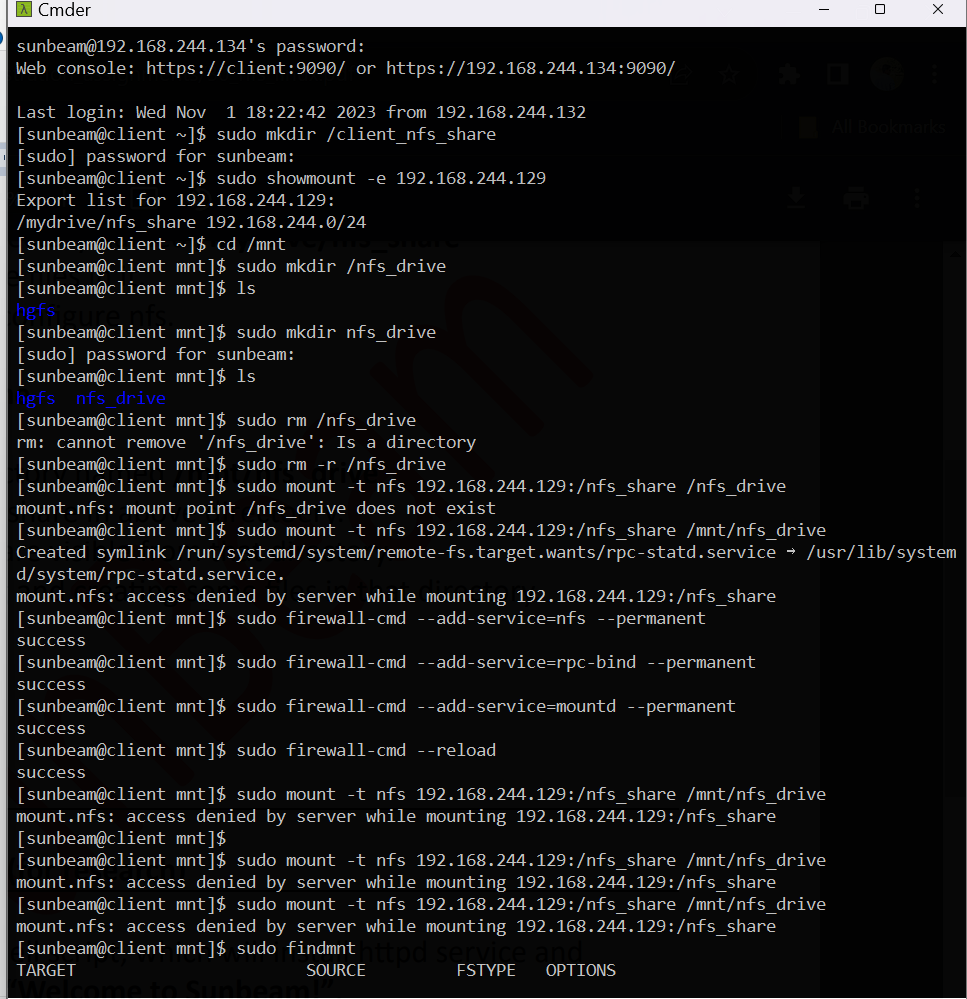 Cmder
sunbeam@192.168.244.134's password:
Web console: https://client:9090/ or https://192.168.244.134:9090/
Last login: Wed Nov  1 18:22:42 2023 from 192.168.244.132
[sunbeam@client ~]$ sudo mkdir /client_nfs_share
All Bookmarks
[sudo] password for sunbeam:
[sunbeam@client ~]$ sudo showmount -e 192.168.244.129
Export list for 192.168.244.129:
/mydrive/nfs_share 192.168.244.0/24
[sunbeam@client ~]$ cd /mnt
[sunbeam@client mnt]$ sudo mkdir /nfs_drive
[sunbeam@client mnt]$ ls
hgfs
[sunbeam@client mnt]$ sudo mkdir nfs_drive
[sudo] password for sunbeam:
[sunbeam@client mnt]$ ls
hgfs  nfs_drive
[sunbeam@client mnt]$ sudo rm /nfs_drive
rm: cannot remove '/nfs_drive': Is a directory
[sunbeam@client mnt]$ sudo rm -r /nfs_drive
[sunbeam@client mnt]$ sudo mount -t nfs 192.168.244.129:/nfs_share /nfs_drive
mount.nfs: mount point /nfs_drive does not exist
[sunbeam@client mnt]$ sudo mount -t nfs 192.168.244.129:/nfs_share /mnt/nfs_drive
Created symlink /run/systemd/system/remote-fs.target.wants/rpc-statd.service → /usr/lib/system
d/system/rpc-statd.service.
mount.nfs: access denied by server while mounting 192.168.244.129:/nfs_share
[sunbeam@client mnt]$ sudo firewall-cmd --add-service=nfs --permanent
success
[sunbeam@client mnt]$ sudo firewall-cmd --add-service=rpc-bind --permanent
success
[sunbeam@client mnt]$ sudo firewall-cmd --add-service=mountd --permanent
success
[sunbeam@client mnt]$ sudo firewall-cmd --reload
success
[sunbeam@client mnt]$ sudo mount -t nfs 192.168.244.129:/nfs_share /mnt/nfs_drive
mount.nfs: access denied by server while mounting 192.168.244.129:/nfs_share
[sunbeam@client mnt]$
[sunbeam@client mnt]$ sudo mount -t nfs 192.168.244.129:/nfs_share /mnt/nfs_drive
mount.nfs: access denied by server while mounting 192.168.244.129:/nfs_share
[sunbeam@client mnt]$ sudo mount -t nfs 192.168.244.129:/nfs_share /mnt/nfs_drive
mount.nfs: access denied by server while mounting 192.168.244.129:/nfs_share
[sunbeam@client mnt]$ sudo findmnt
httpd service and
TARGET                       SOURCE         FSTYPE   OPTIONS
"Welcome to Sunbeam!"